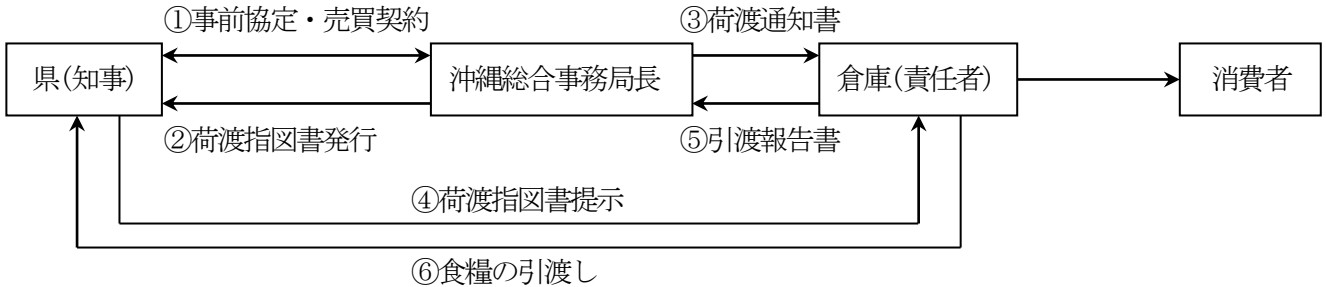 ①事前協定・売買契約
③荷渡通知書
県(知事)
沖縄総合事務局長
倉庫(責任者)
消費者
②荷渡指図書発行
⑤引渡報告書
④荷渡指図書提示
⑥食糧の引渡し